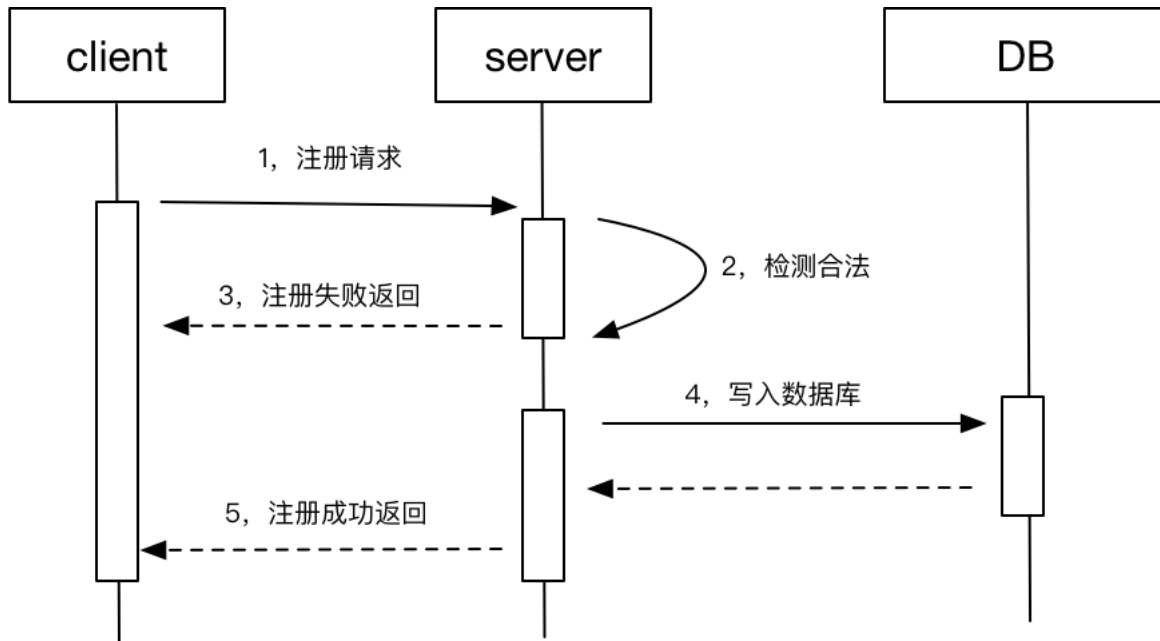 client
server
DB
1，注册请求
2，检测合法
3，注册失败返回
4，写入数据库
5，注册成功返回